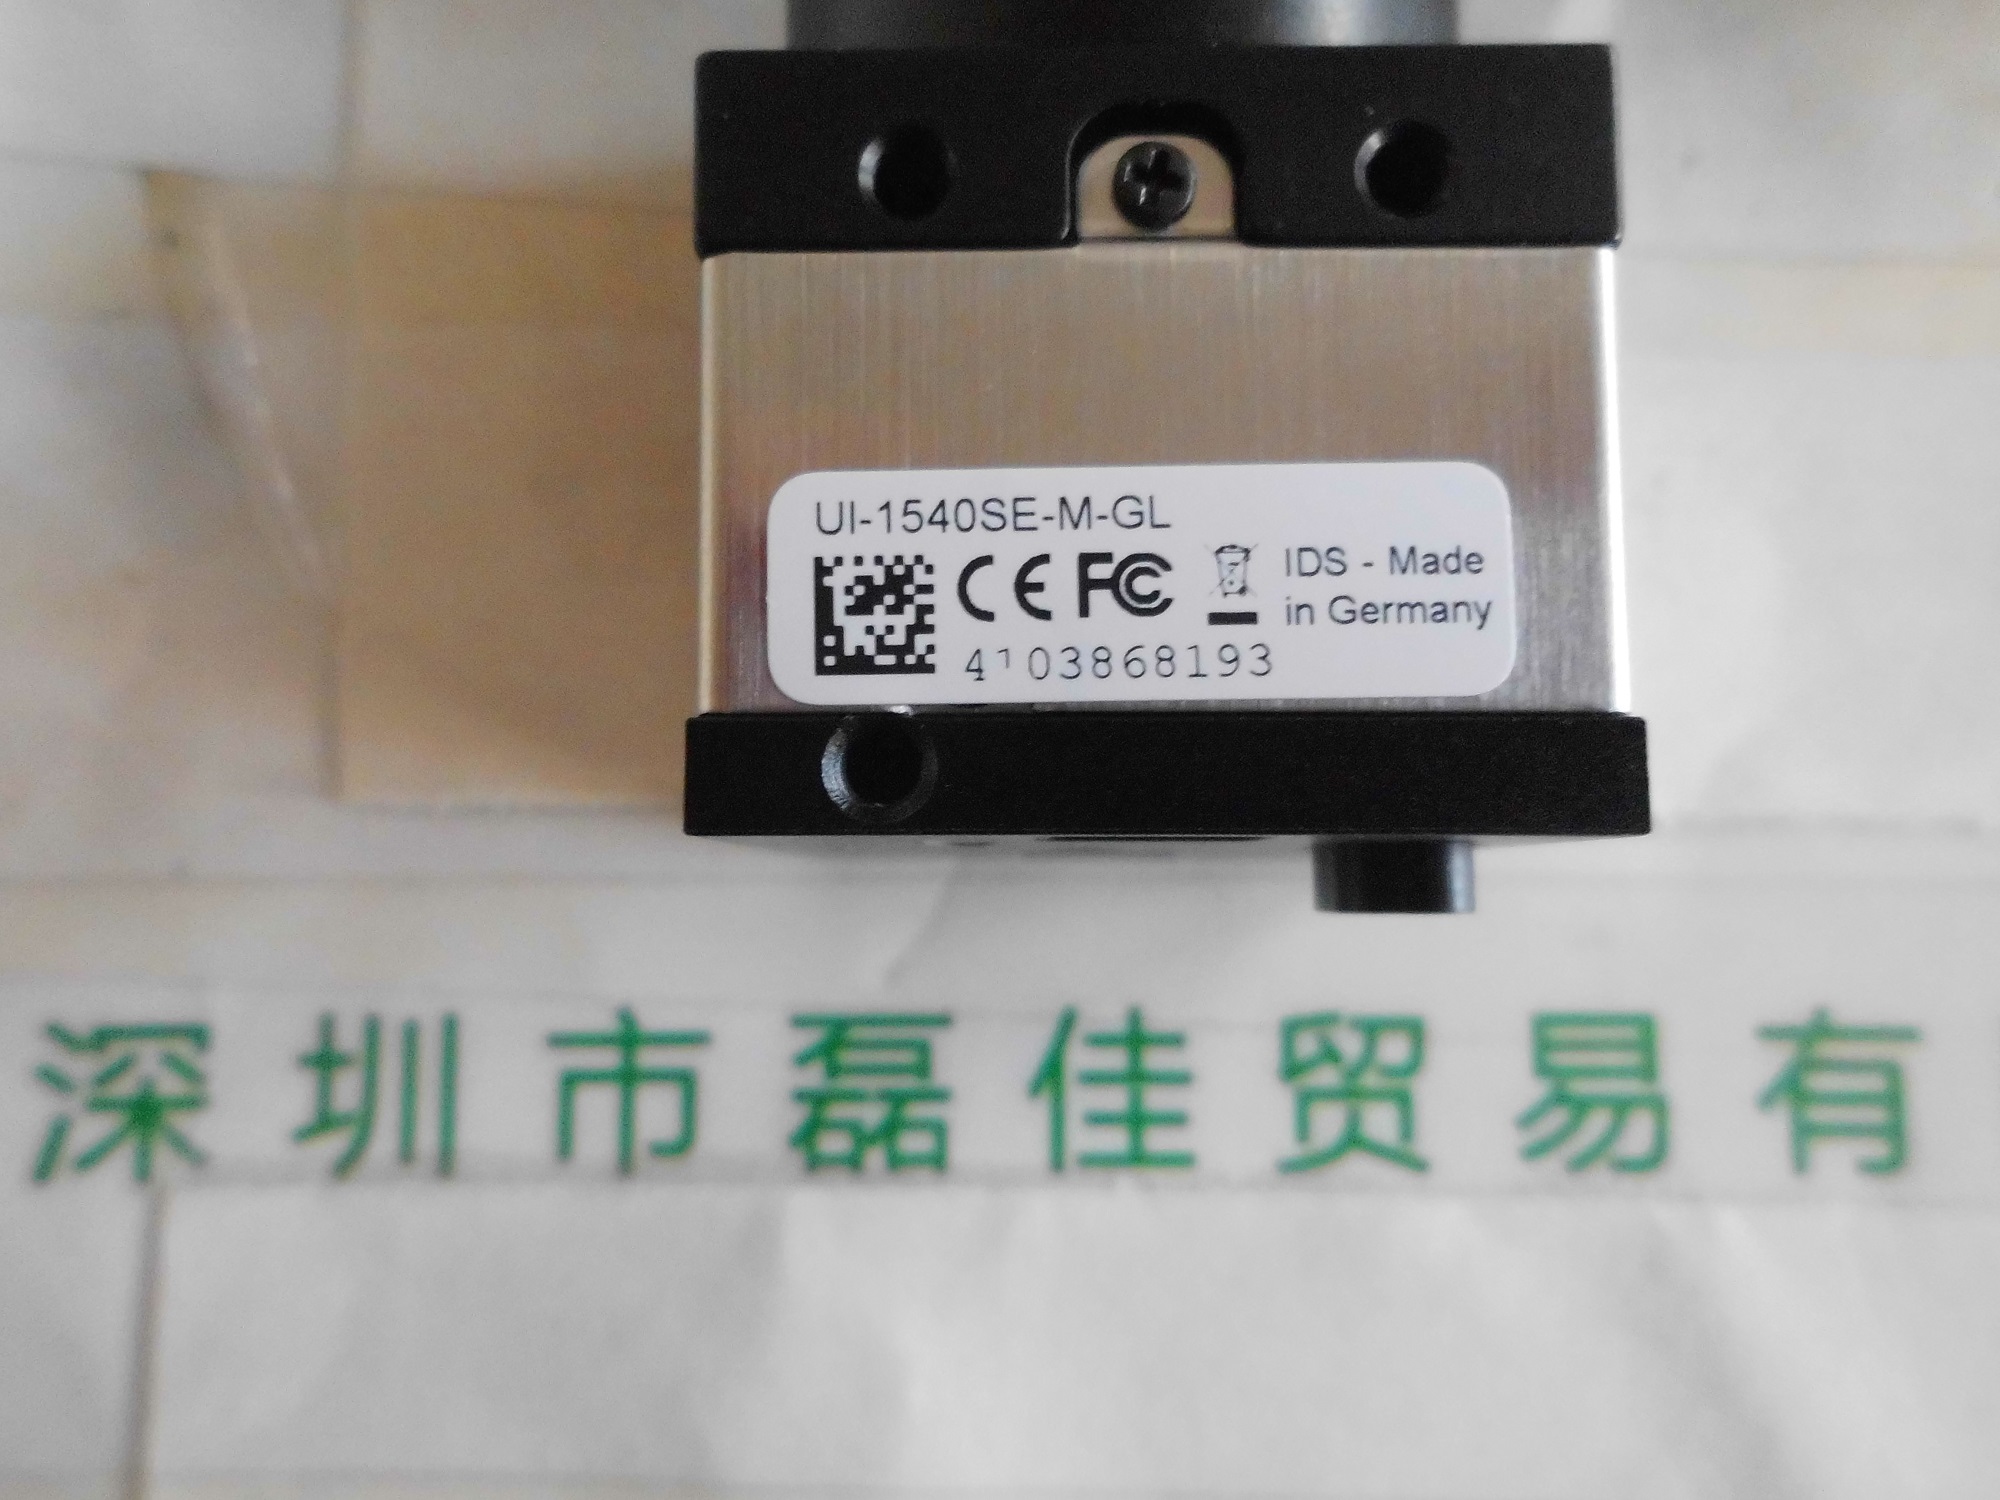 UI-1540SE-M-GL
CE FC IDS - Made
in Germany
4103868193
深圳市磊佳贸易有